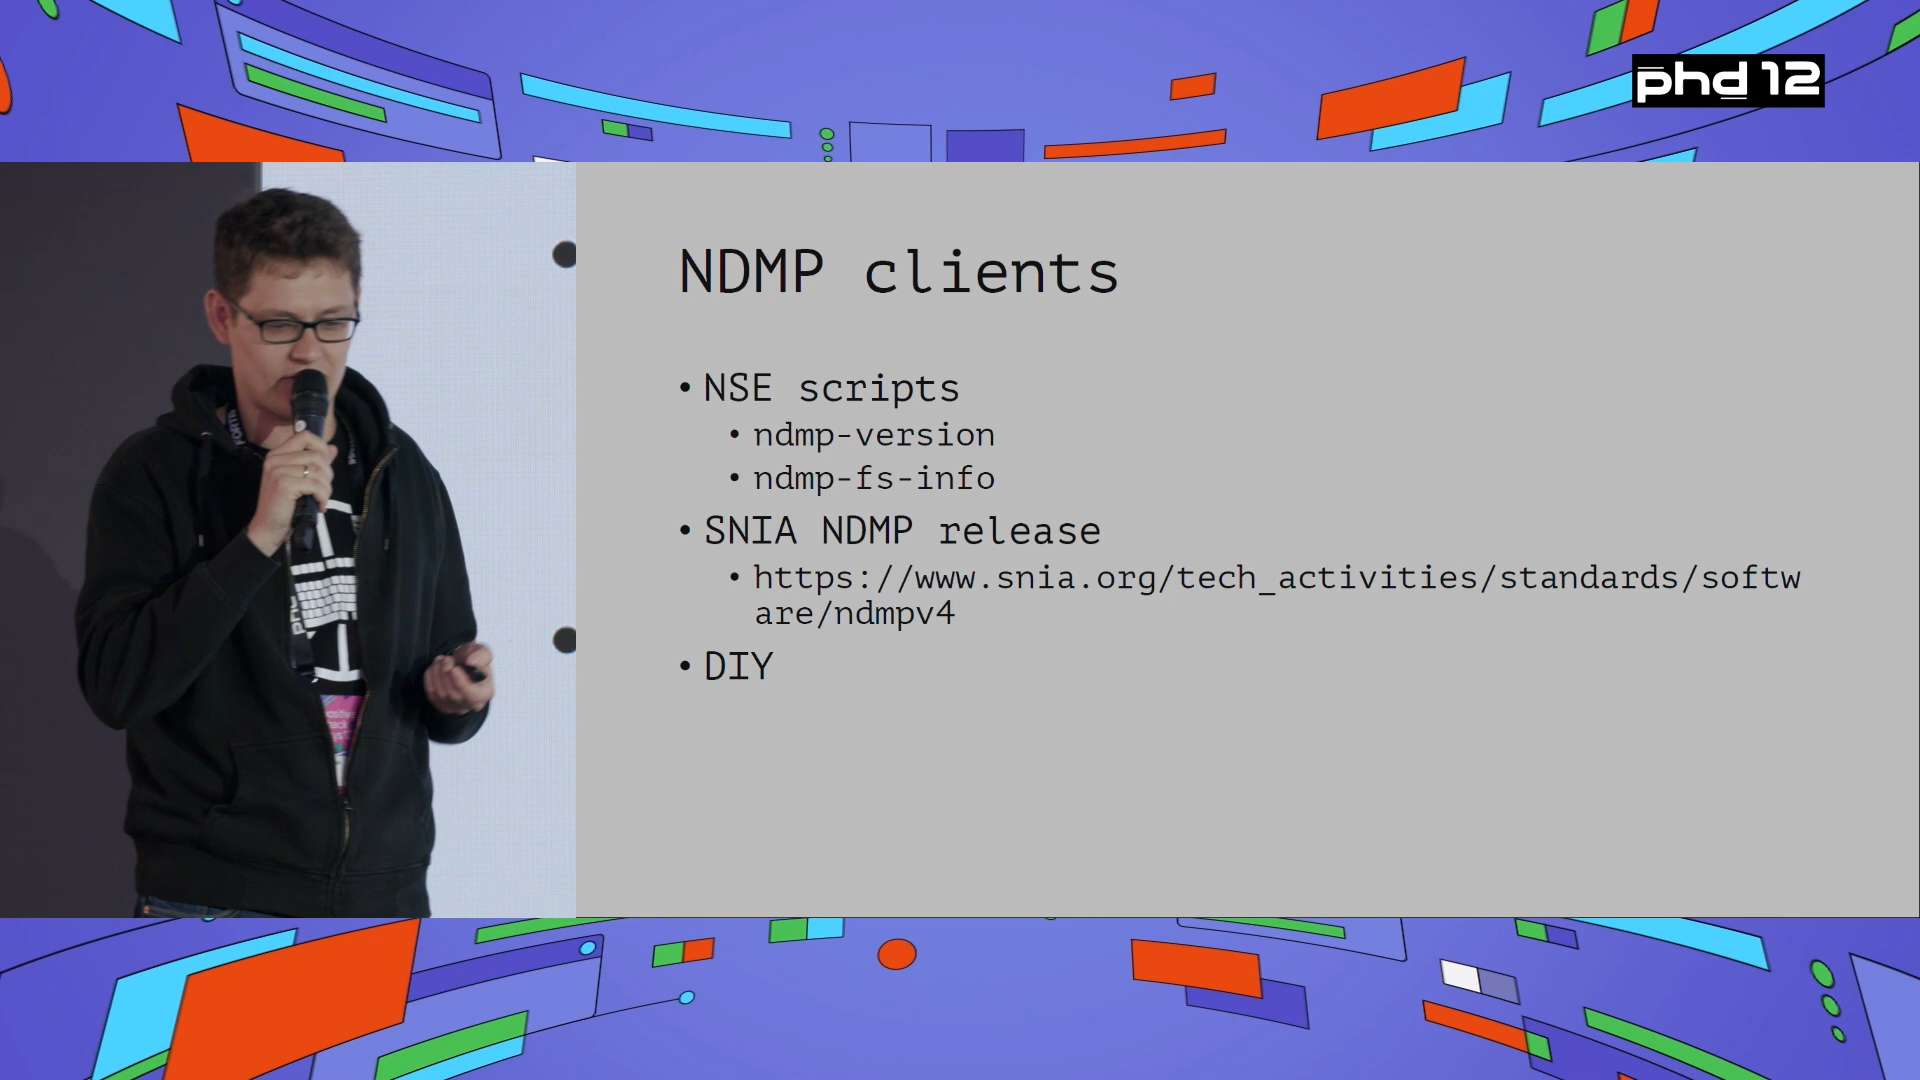 phd 12
NDMP clients
• NSE scripts
• ndmp-version
• ndmp-fs-info
• SNIA NDMP release
• https://www.snia.org/tech_activities/standards/softw
are/ndmpv4
• DIY